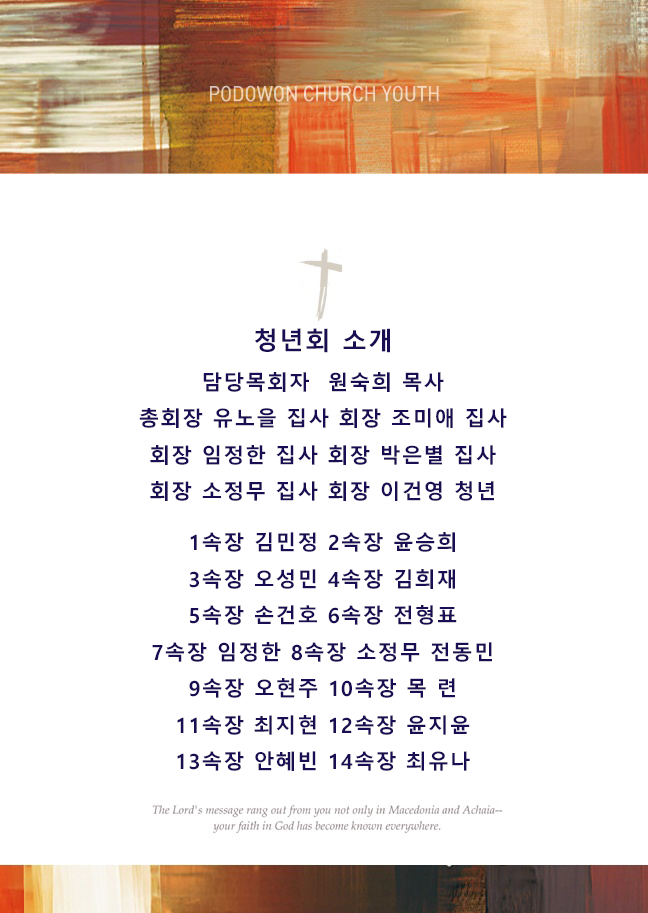 PODOWON CHURCH YOUTH
청년회 소개
담당목회자 원숙희 목사
총회장 유노을 집사 회장 조미애 집사
회장 임정한 집사 회장 박은별 집사
회장 소정무 집사 회장 이건영 청년
1속장 김민정 2속장 윤승희
3속장 오성민 4속장 김희재
5속장 손건호 6속장 전형표
7속장 임정한 8속장 소정무 전동민
9속장 오현주 10속장 목 련
11속장 최지현 12속장 윤지윤
13속장 안혜빈 14속장 최유나
The Lord's message rang out from you not only in Macedonia and Achaia--
your faith in God has become known everywhere.